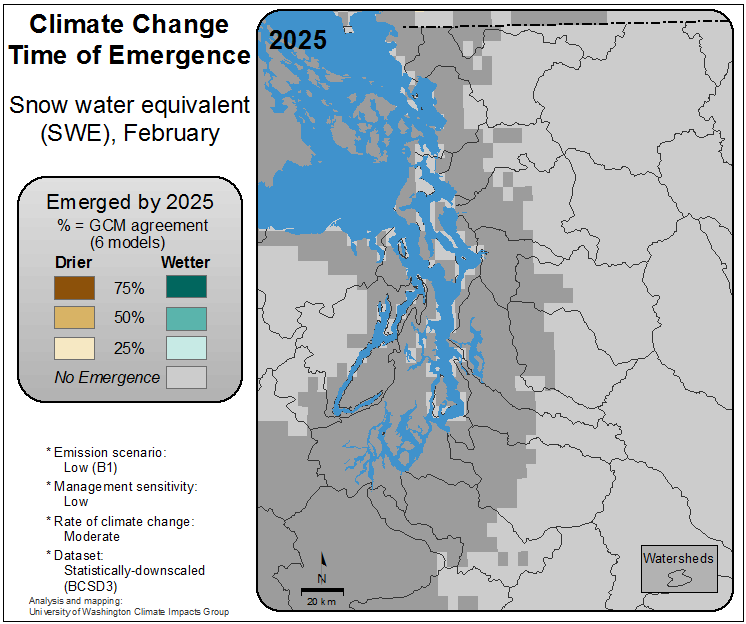 Climate Change
Time of Emergence
Snow water equivalent
(SWE), February
Emerged by 2025
% = GCM agreement
(6 models)
Drier Wetter
75%
50%
25%
No Emergence
* Emission scenario:
Low (B1)
* Management sensitivity:
Low
* Rate of climate change:
Moderate
* Dataset:
Statistically-downscaled
(BCSD3)
Analysis and mapping:
University of Washington Climate Impacts Group
2025
N
20 km
Watersheds